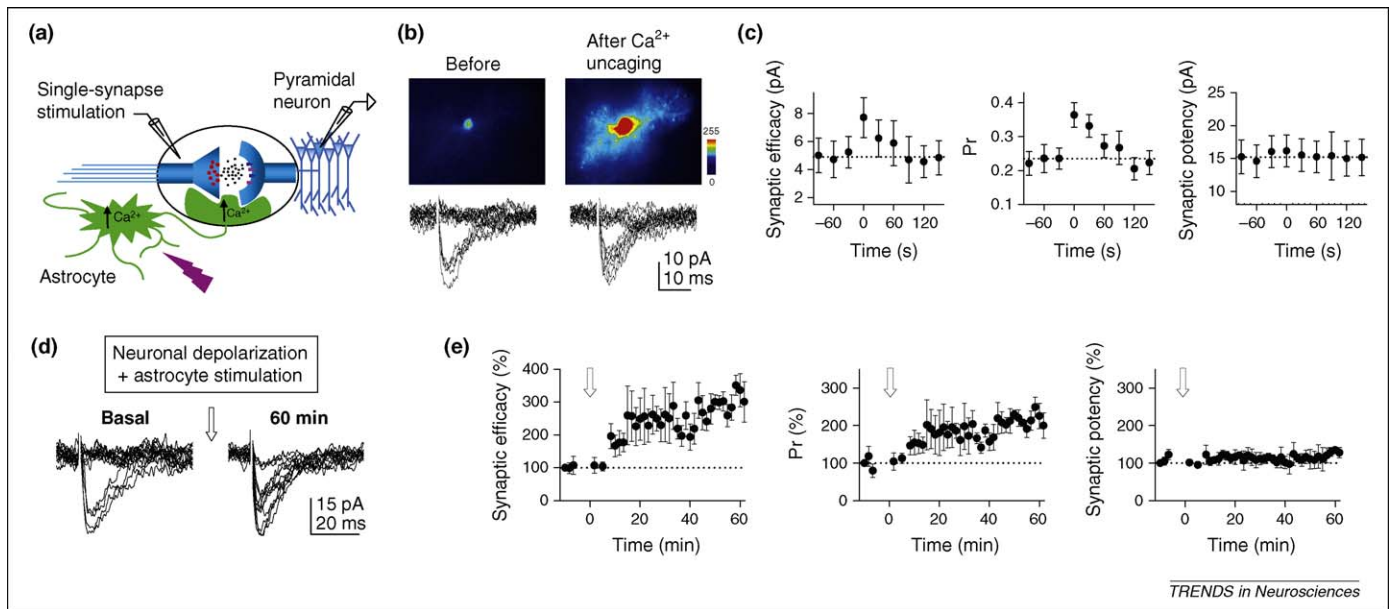 (a)
Single-synapse
stimulation
Pyramidal
neuron
Ca2+
Ca2+
Astrocyte
(b)
Before
After Ca2+
uncaging
255
0
10 pA
10 ms
(c)
Synaptic efficacy (pA)
8
6
4
2
−60 0 60 120
Time (s)
Pr
0.4
0.3
0.2
0.1
−60 0 60 120
Time (s)
Synaptic potency (pA)
25
20
15
10
−60 0 60 120
Time (s)
(d)
Neuronal depolarization
+ astrocyte stimulation
Basal
60 min
15 pA
20 ms
(e)
Synaptic efficacy (%)
400
300
200
100
0
0 20 40 60
Time (min)
Pr (%)
300
200
100
0
0 20 40 60
Time (min)
Synaptic potency (%)
300
200
100
0
0 20 40 60
Time (min)
TRENDS in Neurosciences